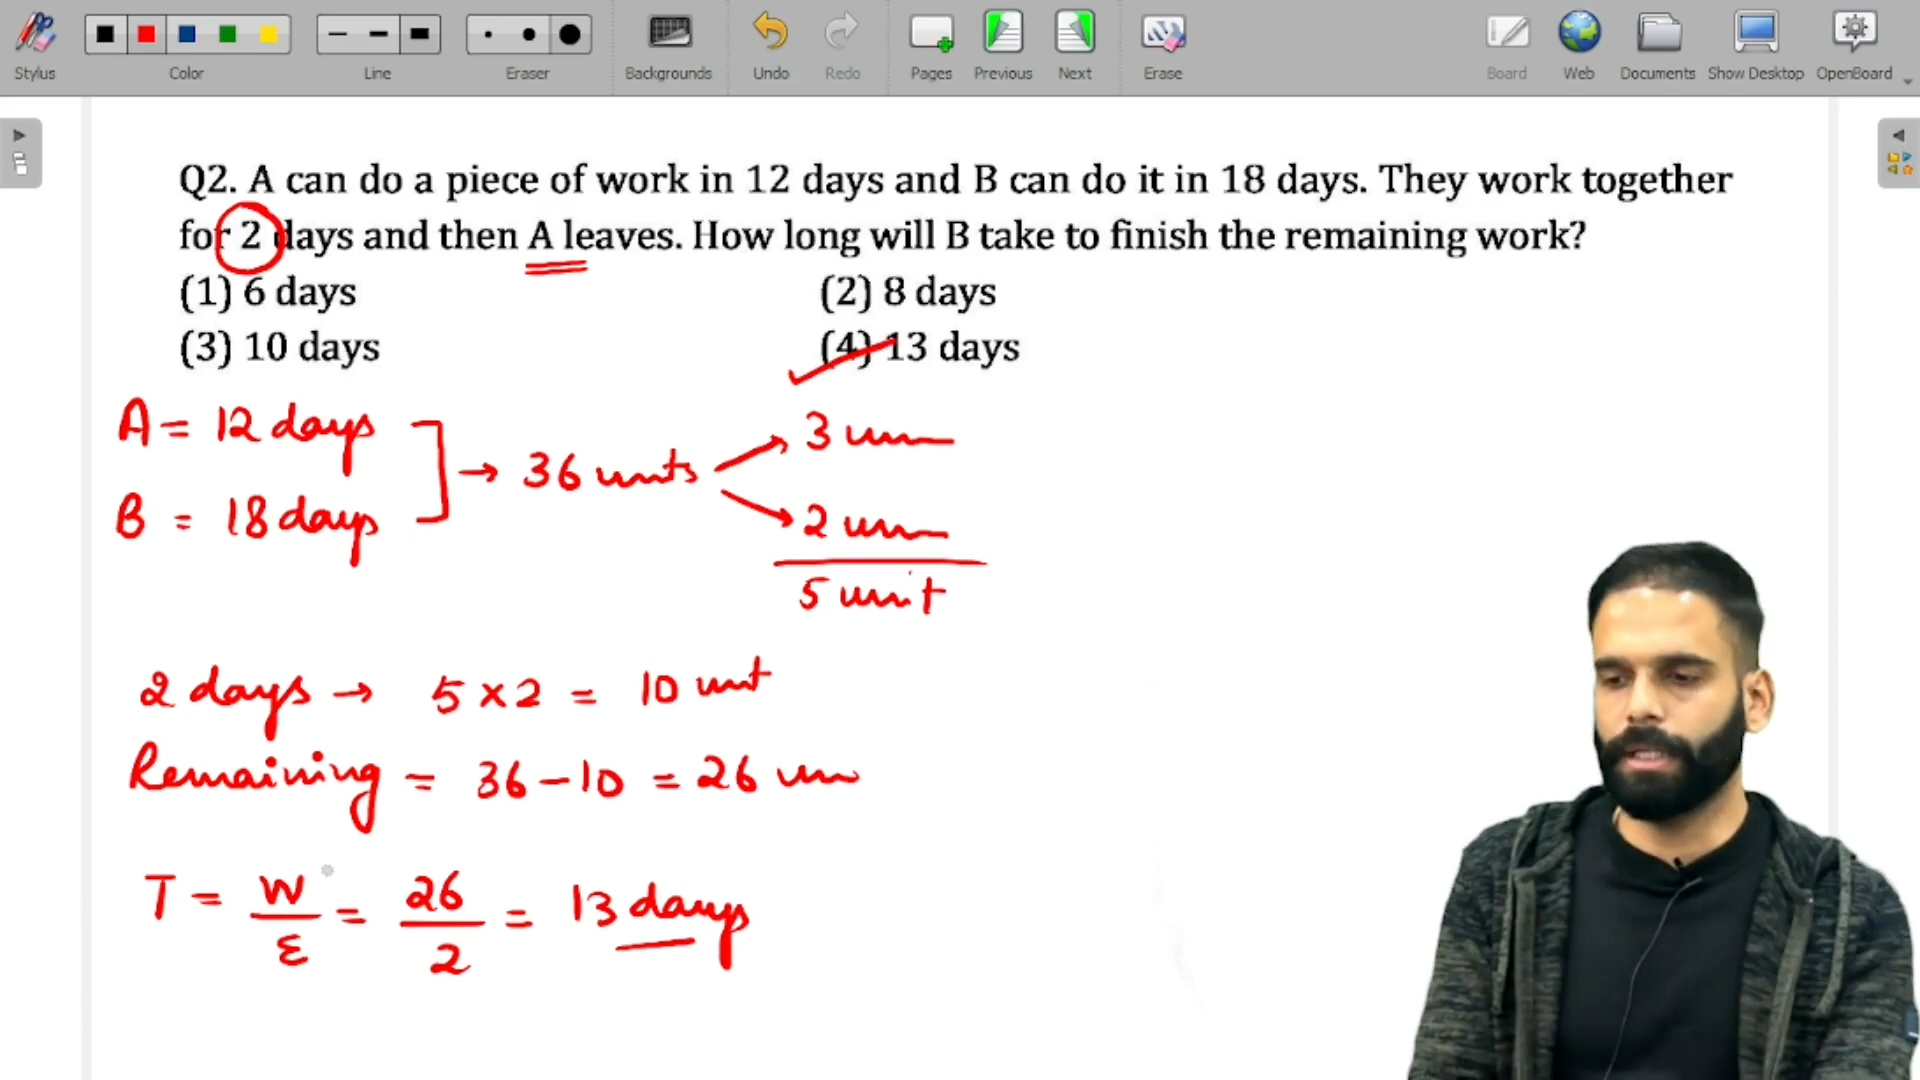 Stylus
Color
Line
Eraser
Backgrounds
Undo
Redo
Pages
Previous
Next
Erase
Board
Web
Documents
Show Desktop
OpenBoard
Q2. A can do a piece of work in 12 days and B can do it in 18 days. They work together
for 2 days and then A leaves. How long will B take to finish the remaining work?
(1) 6 days (2) 8 days
(3) 10 days (4) 13 days
A = 12 days
B = 18 days
→ 36 units
3
2
5 unit
2 days → 5 × 2 = 10 unit
Remaining = 36 - 10 = 26
T = W/E = 26/2 = 13 days